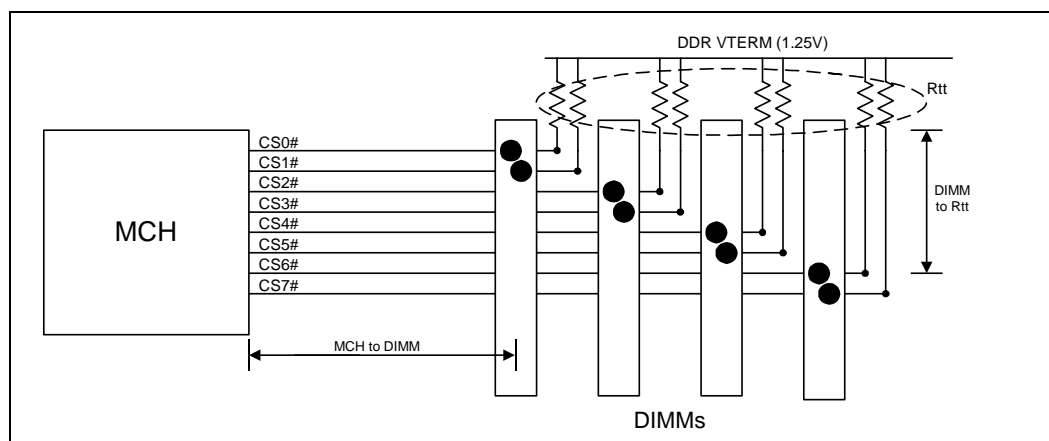 DDR VTERM (1.25V)
Rtt
CS0#
CS1#
CS2#
CS3#
CS4#
CS5#
CS6#
CS7#
MCH
DIMM
to Rtt
MCH to DIMM
DIMMs